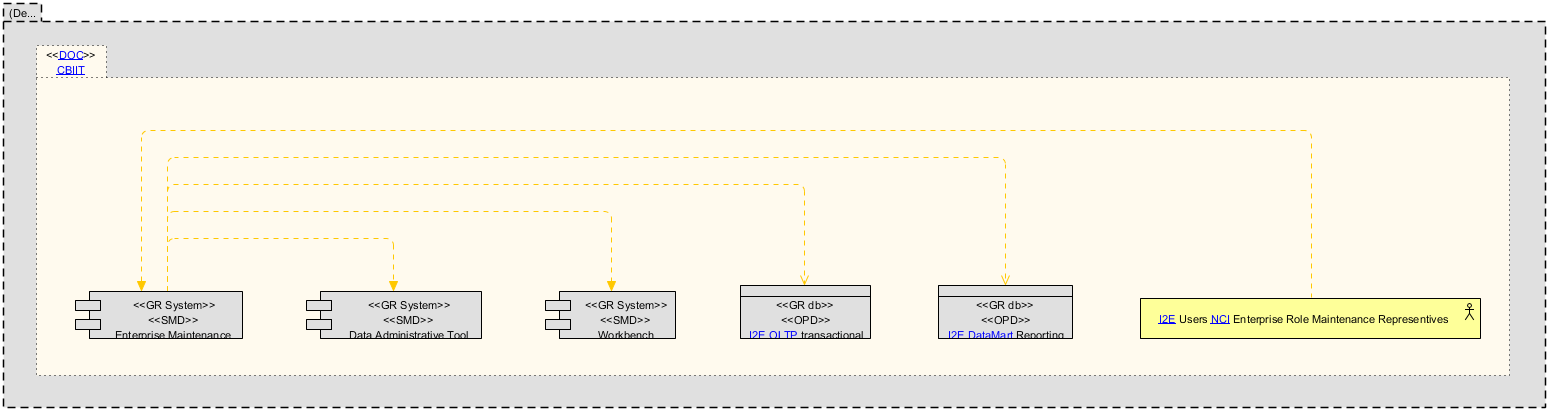 (De...
<<DOC>>
CBIIT
<<GR System>>
<<SMD>>
Enterprise Maintenance
<<GR System>>
<<SMD>>
Data Administrative Tool
<<GR System>>
<<SMD>>
Workbench
<<GR db>>
<<OPD>>
I2E OLTP transactional
<<GR db>>
<<OPD>>
I2E DataMart Reporting
I2E Users NCI Enterprise Role Maintenance Representives